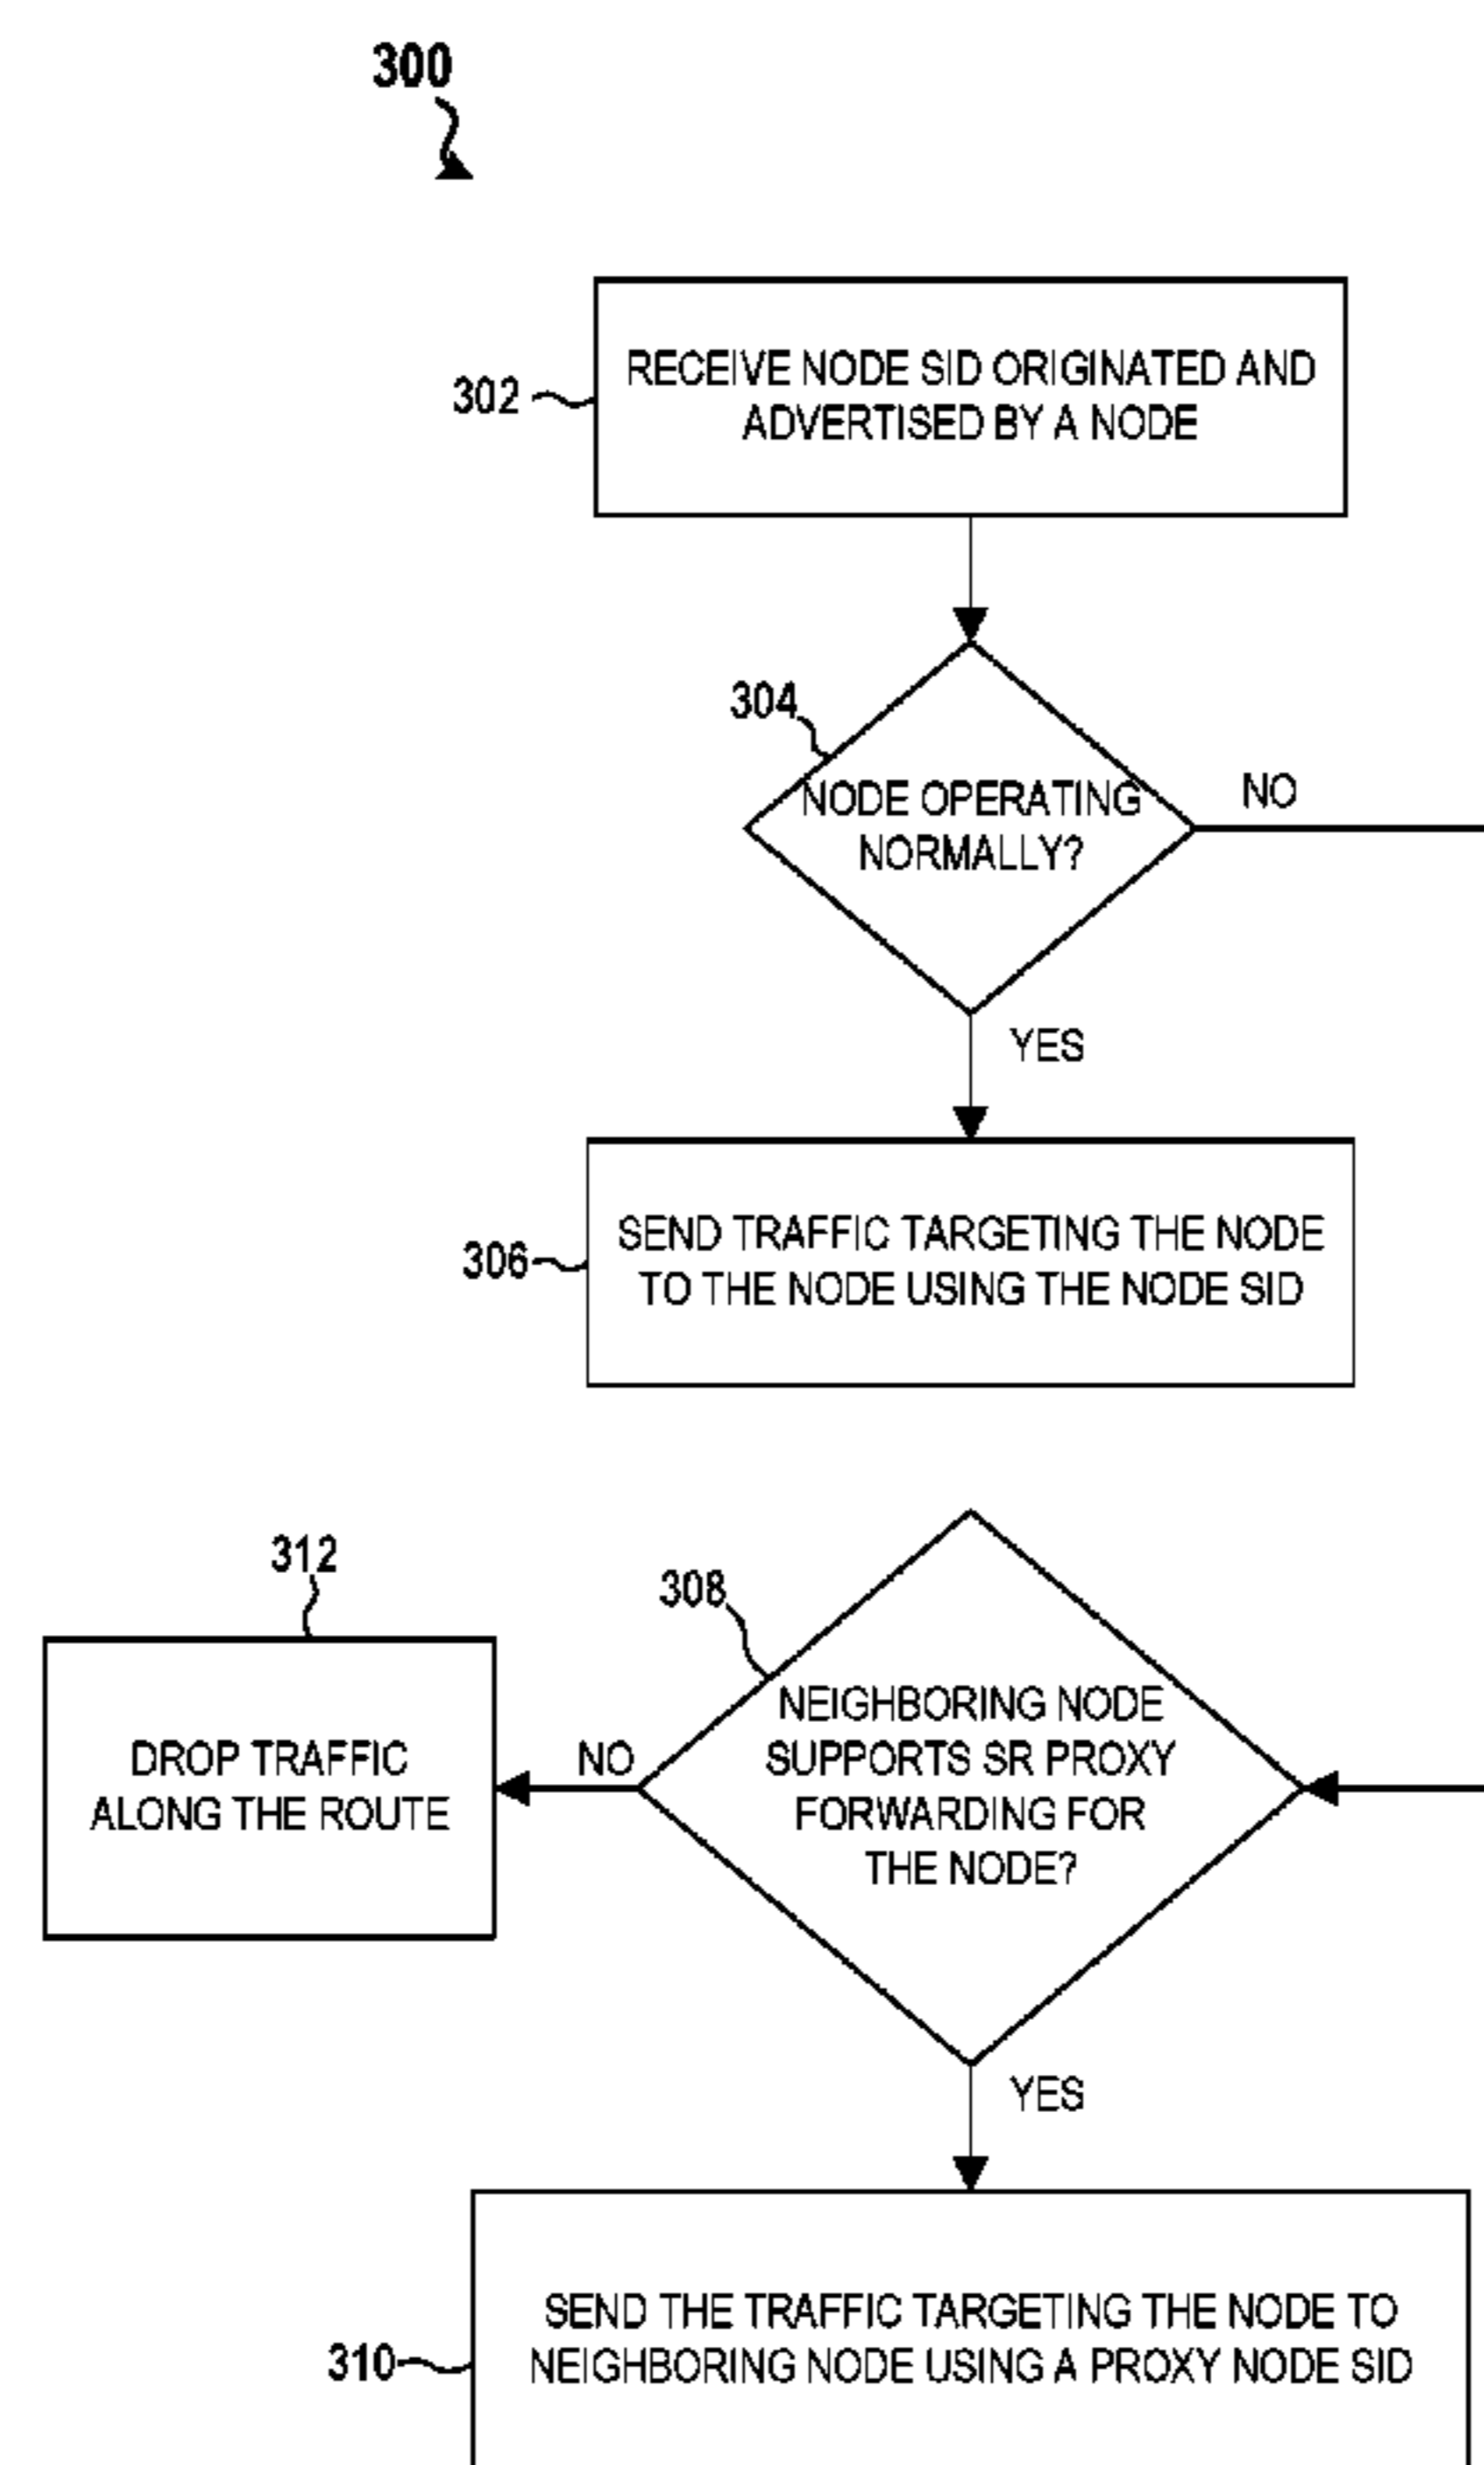 300
302
RECEIVE NODE SID ORIGINATED AND
ADVERTISED BY A NODE
304
NODE OPERATING
NORMALLY?
NO
YES
306
SEND TRAFFIC TARGETING THE NODE
TO THE NODE USING THE NODE SID
312
308
DROP TRAFFIC
ALONG THE ROUTE
NO
NEIGHBORING NODE
SUPPORTS SR PROXY
FORWARDING FOR
THE NODE?
YES
310
SEND THE TRAFFIC TARGETING THE NODE TO
NEIGHBORING NODE USING A PROXY NODE SID